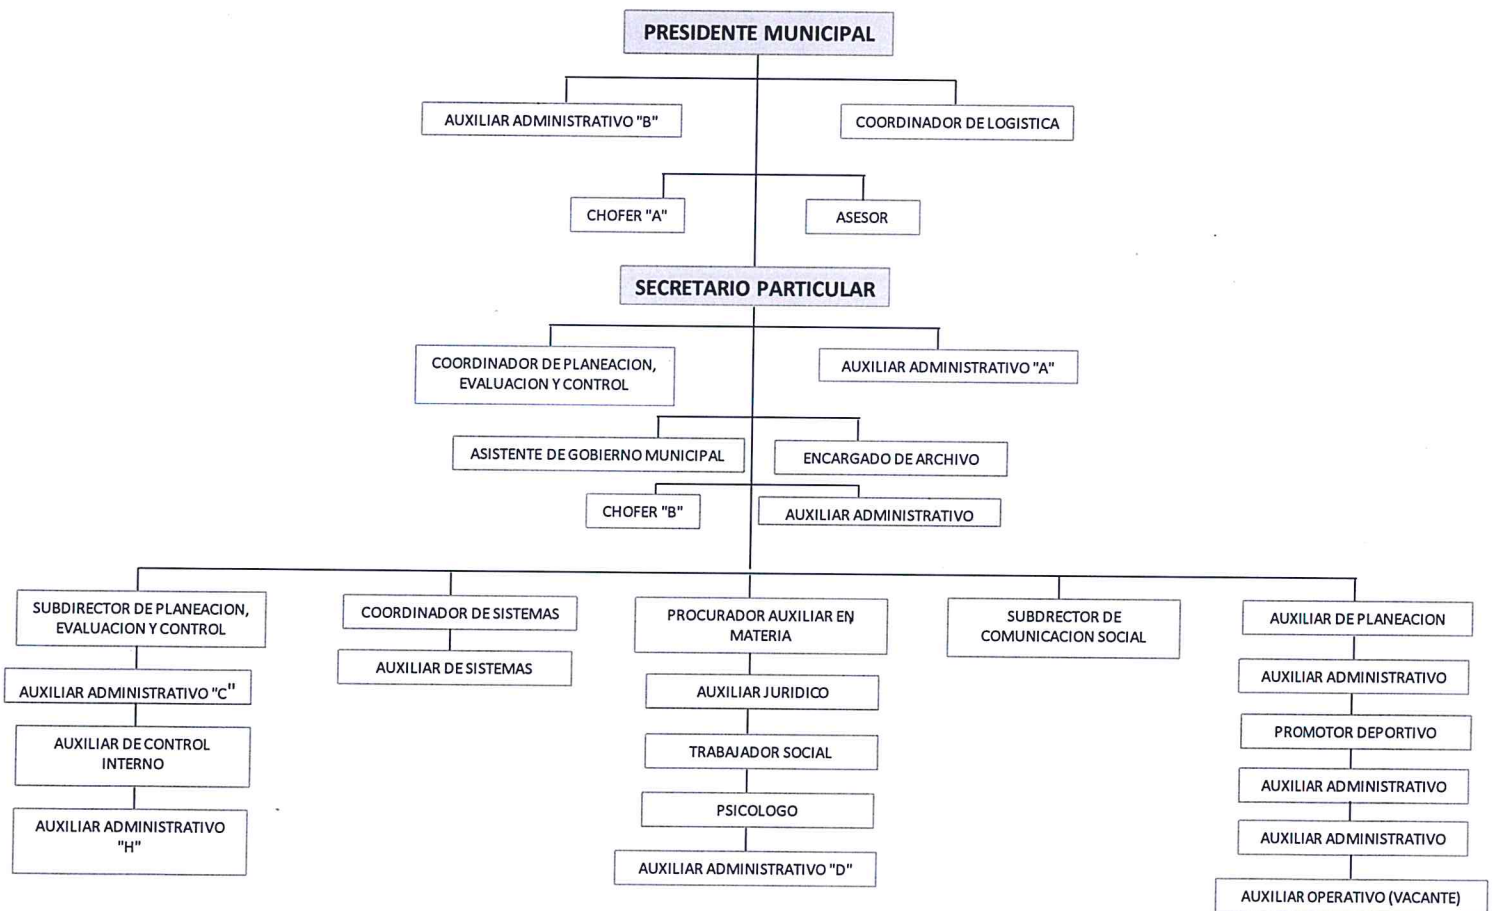 PRESIDENTE MUNICIPAL
AUXILIAR ADMINISTRATIVO "B"
COORDINADOR DE LOGISTICA
CHOFER "A"
ASESOR
SECRETARIO PARTICULAR
COORDINADOR DE PLANEACION,
EVALUACION Y CONTROL
AUXILIAR ADMINISTRATIVO "A"
ASISTENTE DE GOBIERNO MUNICIPAL
ENCARGADO DE ARCHIVO
CHOFER "B"
AUXILIAR ADMINISTRATIVO
SUBDIRECTOR DE PLANEACION,
EVALUACION Y CONTROL
AUXILIAR ADMINISTRATIVO "C"
AUXILIAR DE CONTROL
INTERNO
AUXILIAR ADMINISTRATIVO
"H"
COORDINADOR DE SISTEMAS
AUXILIAR DE SISTEMAS
PROCURADOR AUXILIAR EN
MATERIA
AUXILIAR JURIDICO
TRABAJADOR SOCIAL
PSICOLOGO
AUXILIAR ADMINISTRATIVO "D"
SUBDRECTOR DE
COMUNICACION SOCIAL
AUXILIAR DE PLANEACION
AUXILIAR ADMINISTRATIVO
PROMOTOR DEPORTIVO
AUXILIAR ADMINISTRATIVO
AUXILIAR ADMINISTRATIVO
AUXILIAR OPERATIVO (VACANTE)